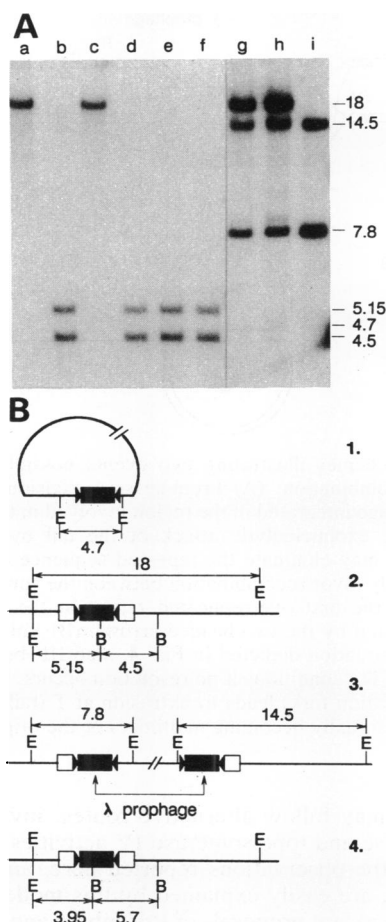 A
a b c d e f g h i
18
14.5
7.8
5.15
4.7
4.5
B
1.
E E
4.7
2.
18
E E
E B B
5.15 4.5
3.
7.8 14.5
E E E E
λ prophage
4.
E E
E B B
3.95 5.7